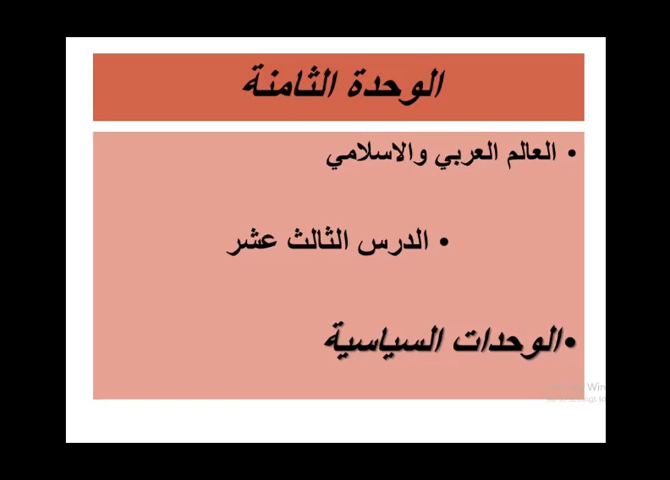 الوحدة الثامنة
• العالم العربي والاسلامي
• الدرس الثالث عشر
•الوحدات السياسية